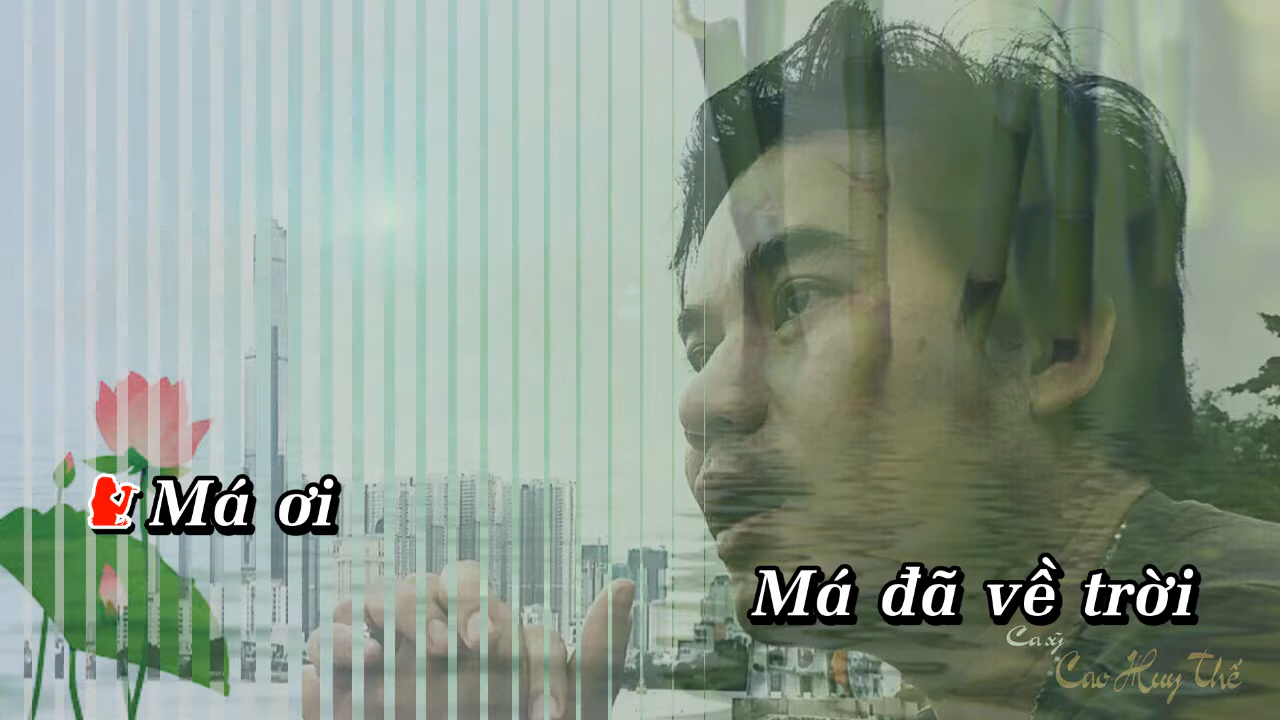 Má ơi
Má đã về trời
Ca sỹ
Cao Huy Thế